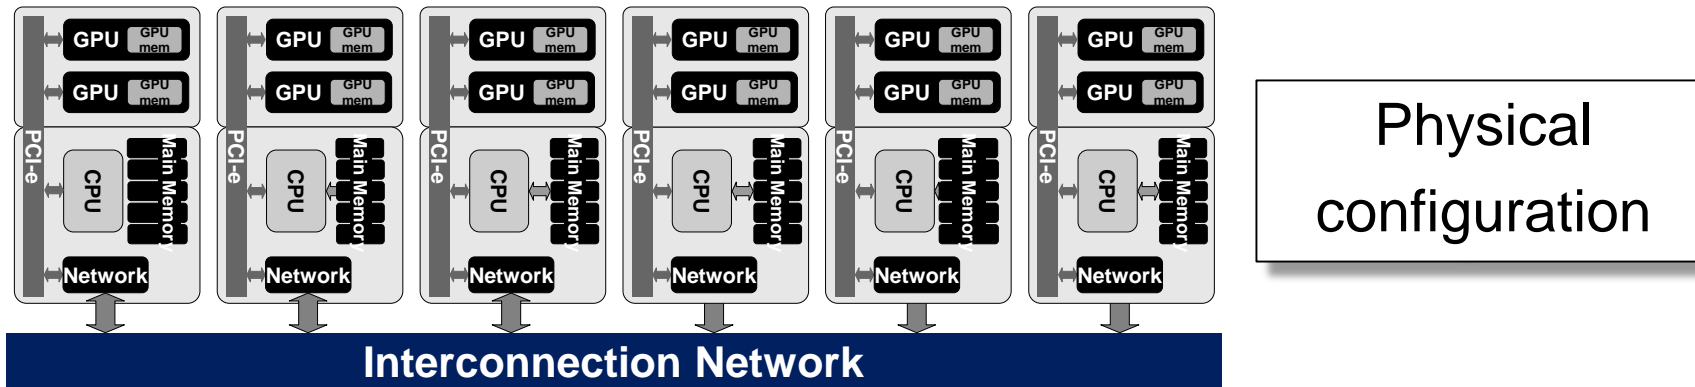 GPU GPU mem GPU GPU mem GPU GPU mem GPU GPU mem GPU GPU mem GPU GPU mem
GPU GPU mem GPU GPU mem GPU GPU mem GPU GPU mem GPU GPU mem GPU GPU mem
PCI-e CPU Main Memory PCI-e CPU Main Memory PCI-e CPU Main Memory PCI-e CPU Main Memory PCI-e CPU Main Memory PCI-e CPU Main Memory
Network Network Network Network Network Network
Interconnection Network
Physical
configuration